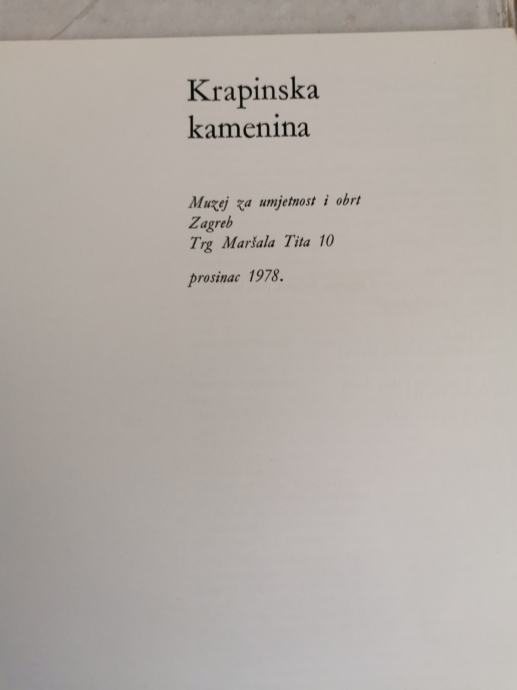 Krapinska
kamenina
Muzej za umjetnost i obrt
Zagreb
Trg Maršala Tita 10
prosinac 1978.